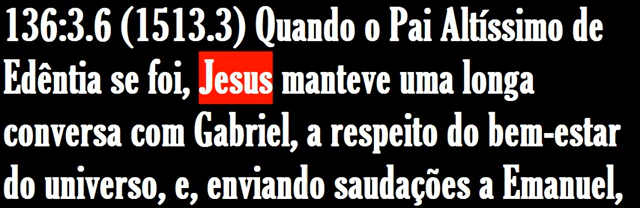 136:3.6 (1513.3) Quando o Pai Altíssimo de
Edêntia se foi, Jesus manteve uma longa
conversa com Gabriel, a respeito do bem-estar
do universo, e, enviando saudações a Emanuel,